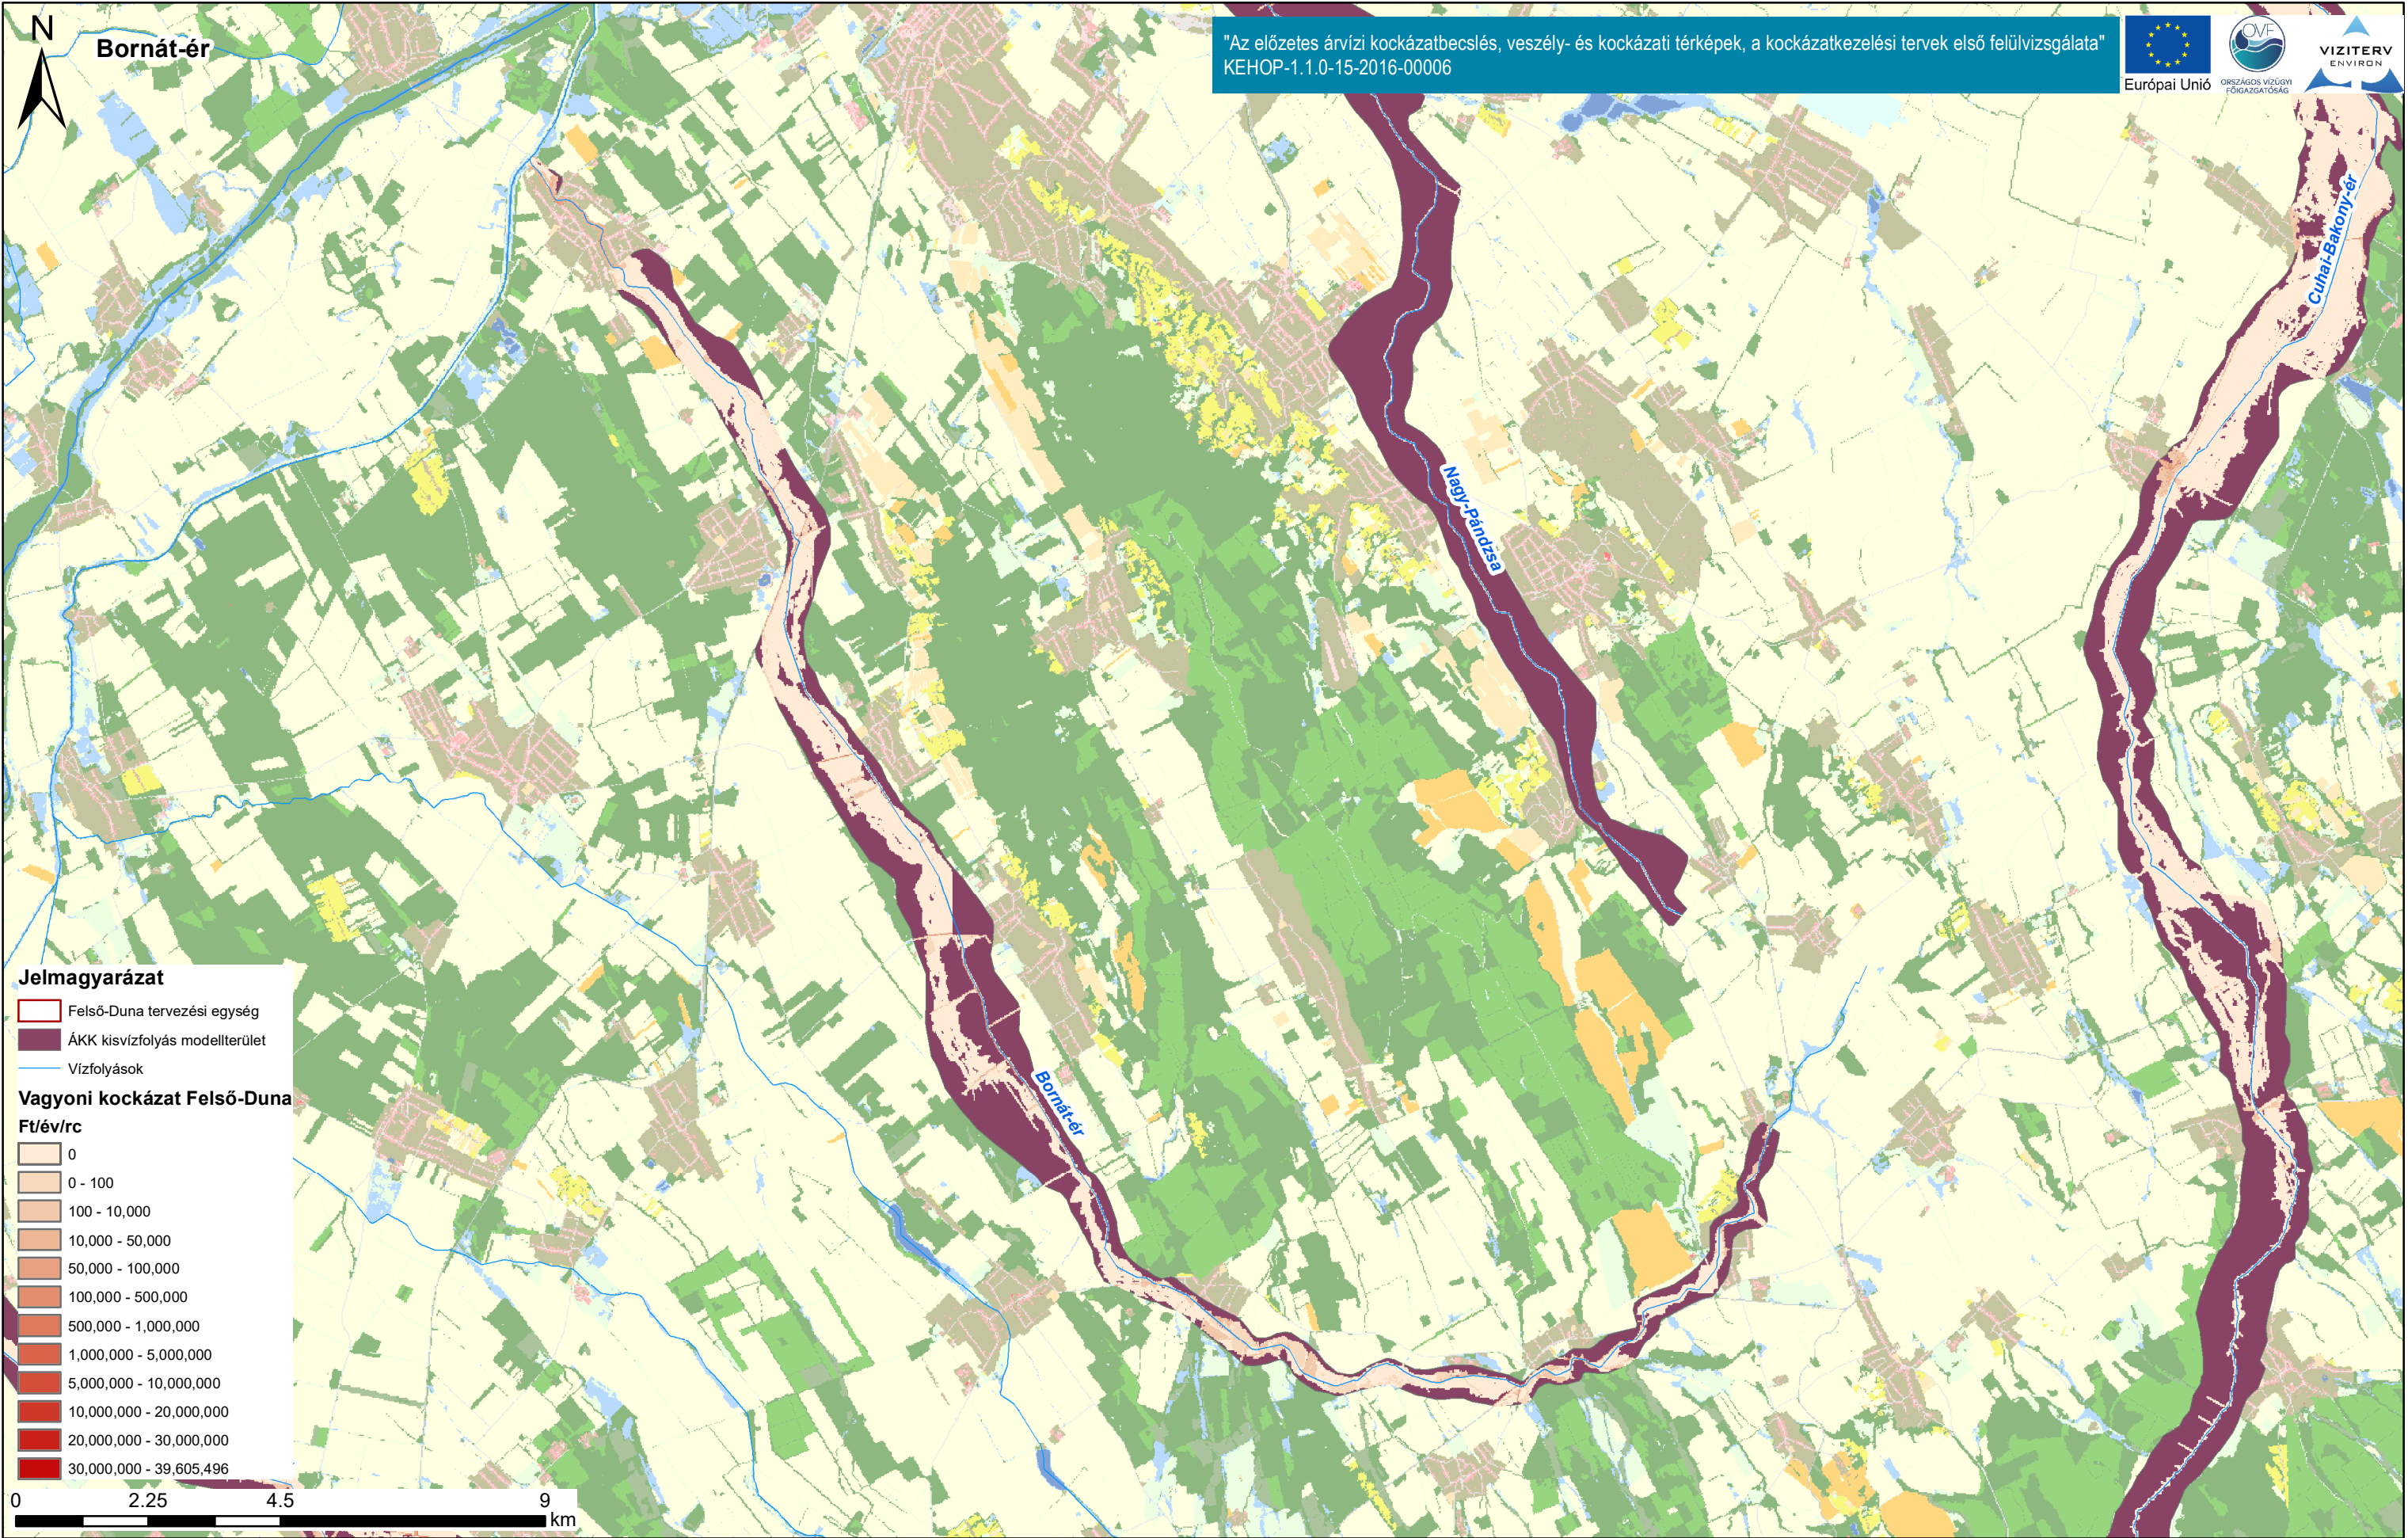 N
Bornát-ér
"Az előzetes árvízi kockázatbecslés, veszély- és kockázati térképek, a kockázatkezelési tervek első felülvizsgálata"
KEHOP-1.1.0-15-2016-00006
Európai Unió
OVF
ORSZÁGOS VÍZÜGYI
FŐIGAZGATÓSÁG
VIZITERV
ENVIRON
Cuhai-Bakony-ér
Nagy-Pándzsa
Bornát-ér
Jelmagyarázat
Felső-Duna tervezési egység
ÁKK kisvízfolyás modellterület
Vízfolyások
Vagyoni kockázat Felső-Duna
Ft/év/rc
0
0 - 100
100 - 10,000
10,000 - 50,000
50,000 - 100,000
100,000 - 500,000
500,000 - 1,000,000
1,000,000 - 5,000,000
5,000,000 - 10,000,000
10,000,000 - 20,000,000
20,000,000 - 30,000,000
30,000,000 - 39,605,496
0 2.25 4.5 9
km